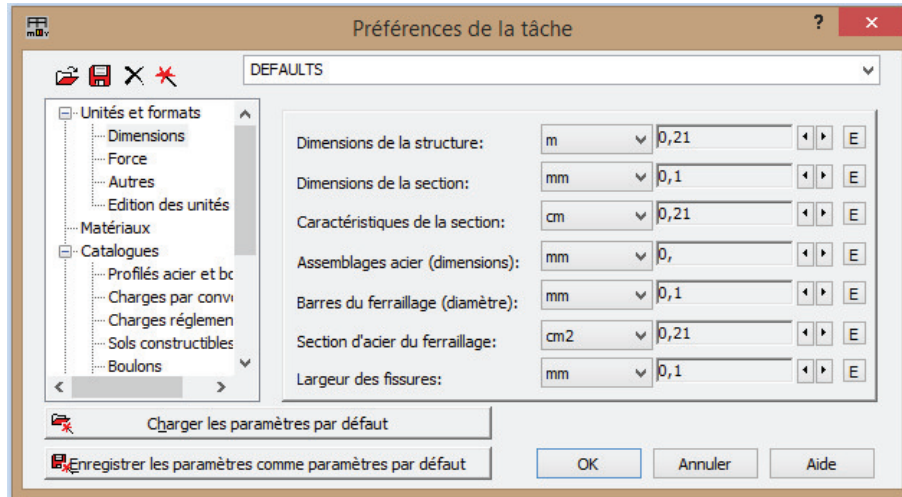 Préférences de la tâche
?
×
DEFAULTS
Unités et formats
Dimensions
Force
Autres
Edition des unités
Matériaux
Catalogues
Profilés acier et bo
Charges par conv
Charges réglemen
Sols constructibles
Boulons
Dimensions de la structure: m 0,21 E
Dimensions de la section: mm 0,1 E
Caractéristiques de la section: cm 0,21 E
Assemblages acier (dimensions): mm 0, E
Barres du ferraillage (diamètre): mm 0,1 E
Section d'acier du ferraillage: cm2 0,21 E
Largeur des fissures: mm 0,1 E
Charger les paramètres par défaut
Enregistrer les paramètres comme paramètres par défaut
OK Annuler Aide